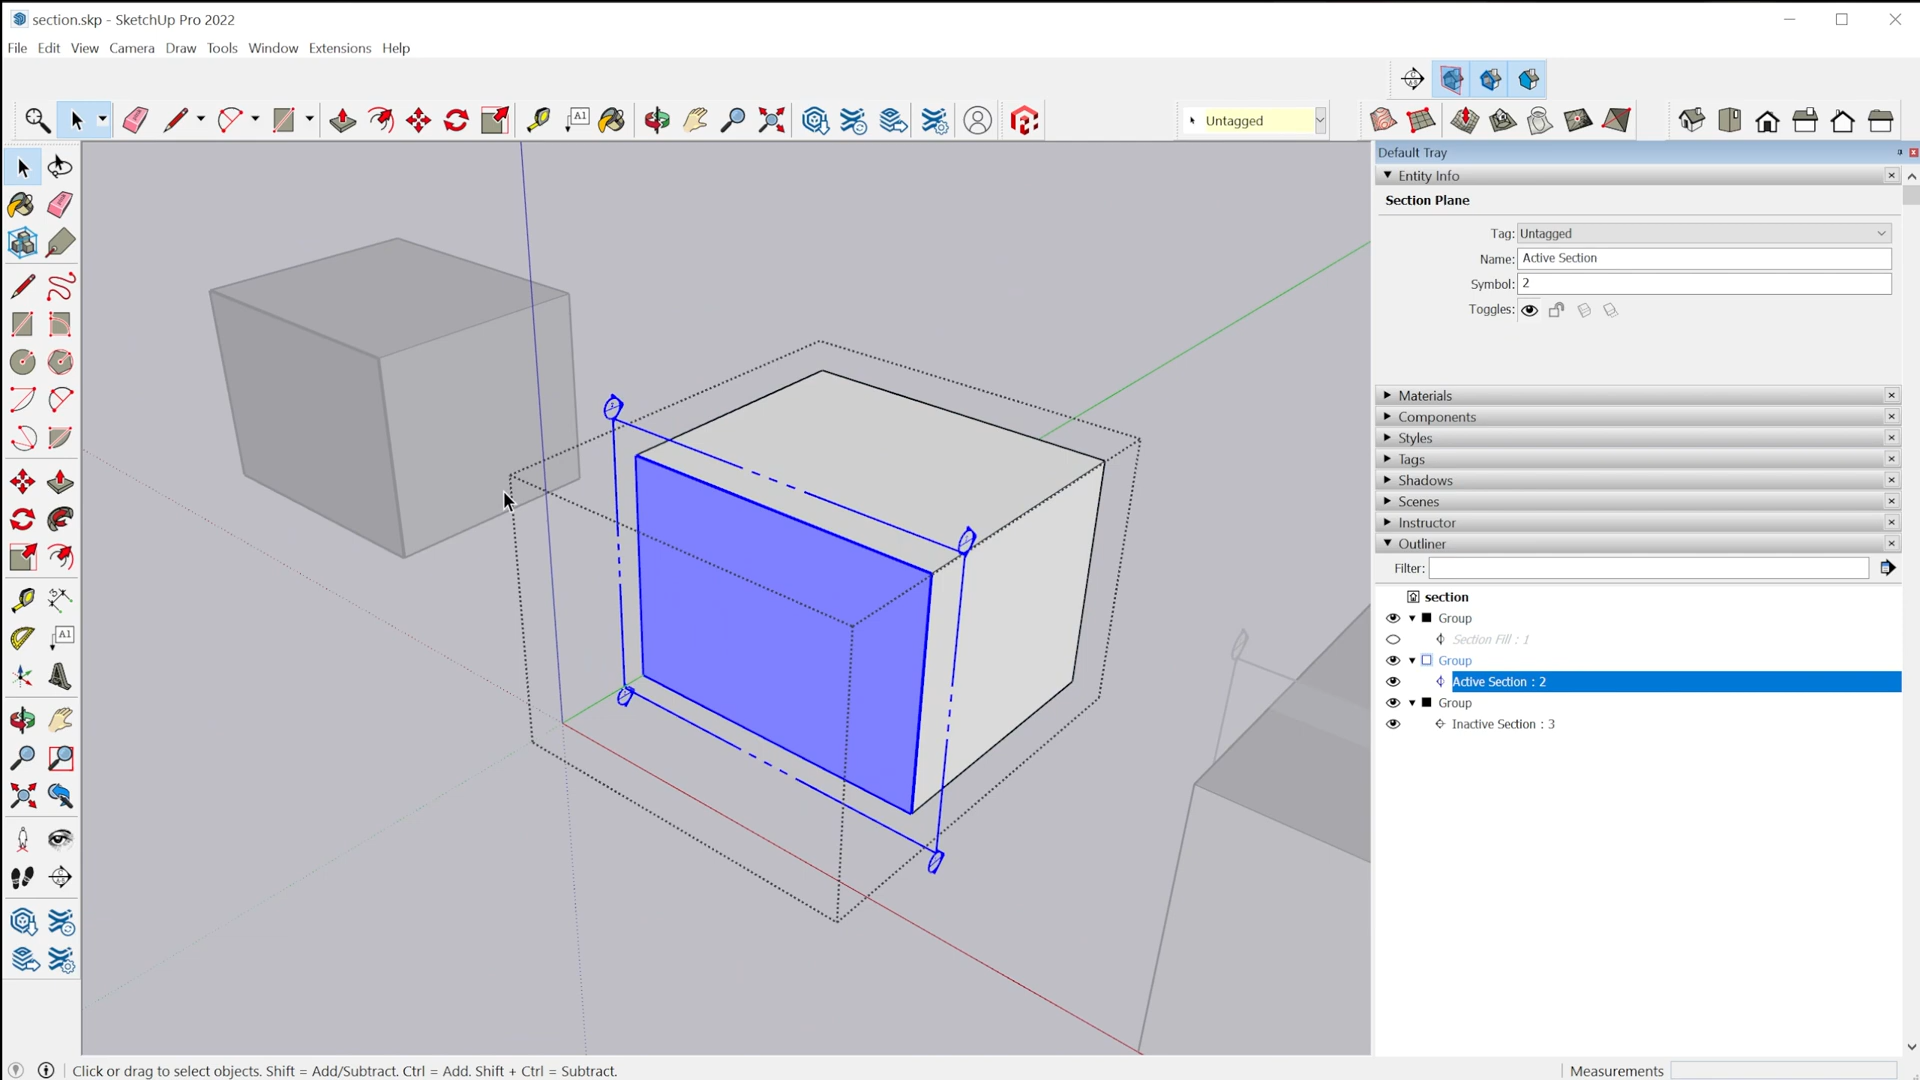 section.skp - SketchUp Pro 2022
File Edit View Camera Draw Tools Window Extensions Help
A1
Untagged
Default Tray
Entity Info
Section Plane
Tag: Untagged
Name: Active Section
Symbol: 2
Toggles:
Materials
Components
Styles
Tags
Shadows
Scenes
Instructor
Outliner
Filter:
section
Group
Section Fill : 1
Group
Active Section : 2
Group
Inactive Section : 3
A1
Click or drag to select objects. Shift = Add/Subtract. Ctrl = Add. Shift + Ctrl = Subtract.
Measurements